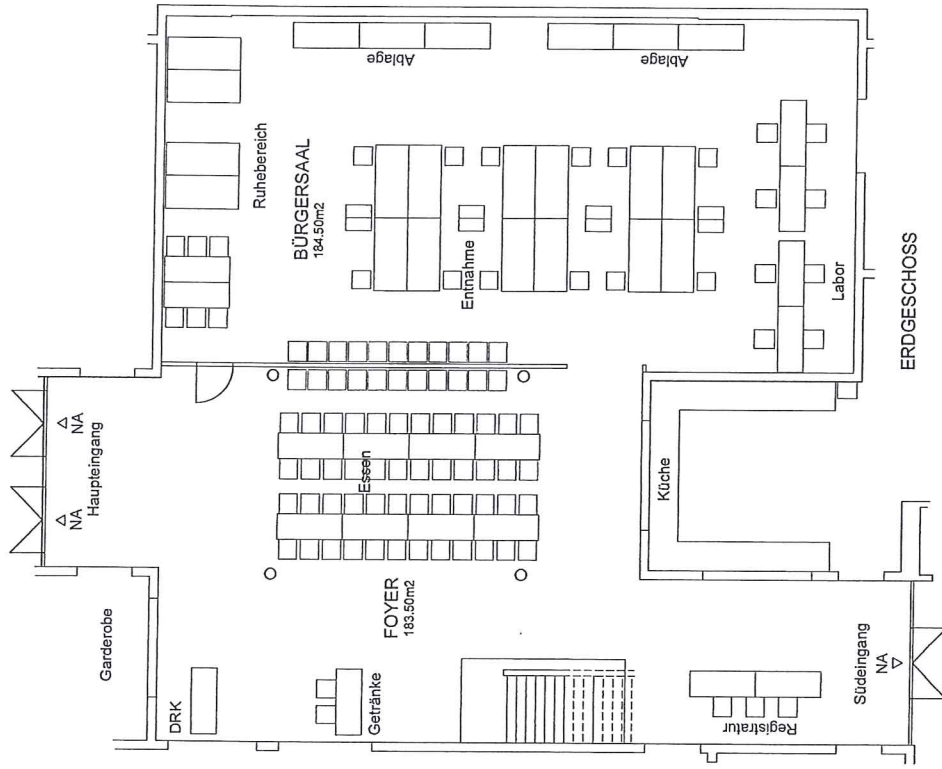 Ablage
Ablage
Ruhebereich
BÜRGERSAAL
184.50m2
Entnahme
Labor
ERDGESCHOSS
NA
Haupteingang
NA
Essen
Küche
Garderobe
FOYER
183.50m2
DRK
Getränke
Registratur
Südeingang
NA